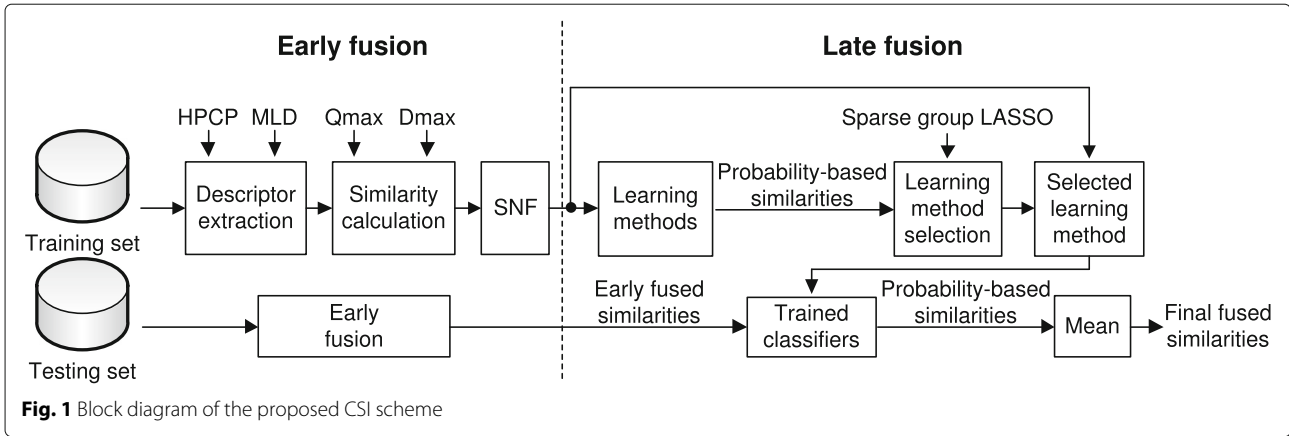 Early fusion
Late fusion
HPCP MLD Qmax Dmax
Sparse group LASSO
Training set
Descriptor
extraction
Similarity
calculation
SNF
Learning
methods
Probability-based
similarities
Learning
method
selection
Selected
learning
method
Testing set
Early
fusion
Early fused
similarities
Trained
classifiers
Probability-based
similarities
Mean
Final fused
similarities
Fig. 1 Block diagram of the proposed CSI scheme